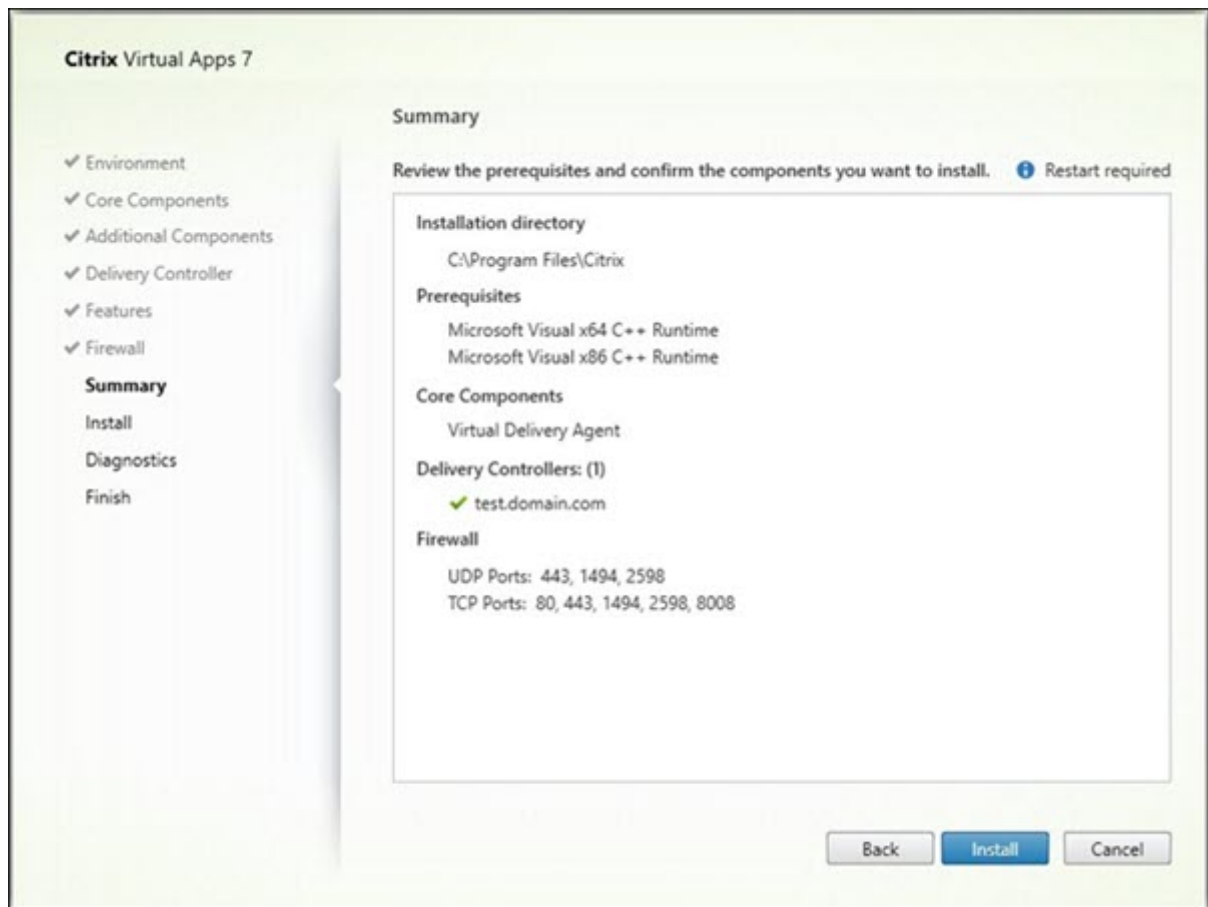 Citrix Virtual Apps 7
Environment
Core Components
Additional Components
Delivery Controller
Features
Firewall
Summary
Install
Diagnostics
Finish
Summary
Review the prerequisites and confirm the components you want to install. Restart required
Installation directory
C:\Program Files\Citrix
Prerequisites
Microsoft Visual x64 C++ Runtime
Microsoft Visual x86 C++ Runtime
Core Components
Virtual Delivery Agent
Delivery Controllers: (1)
test.domain.com
Firewall
UDP Ports: 443, 1494, 2598
TCP Ports: 80, 443, 1494, 2598, 8008
Back Install Cancel